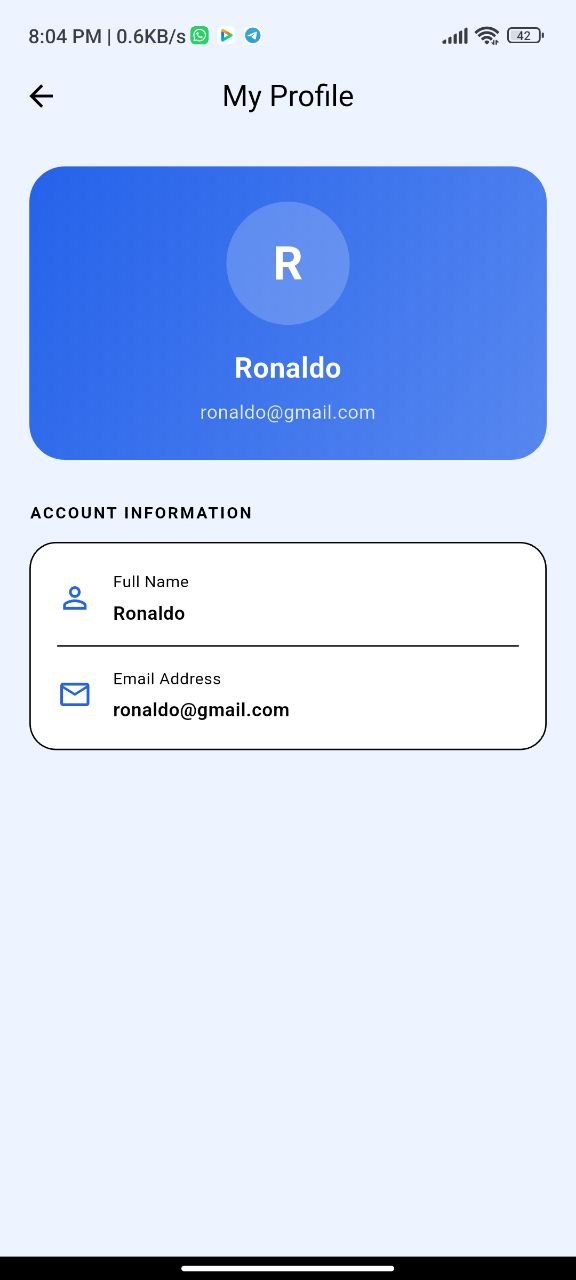 8:04 PM | 0.6KB/s 42
My Profile
R
Ronaldo
ronaldo@gmail.com
ACCOUNT INFORMATION
Full Name
Ronaldo
Email Address
ronaldo@gmail.com